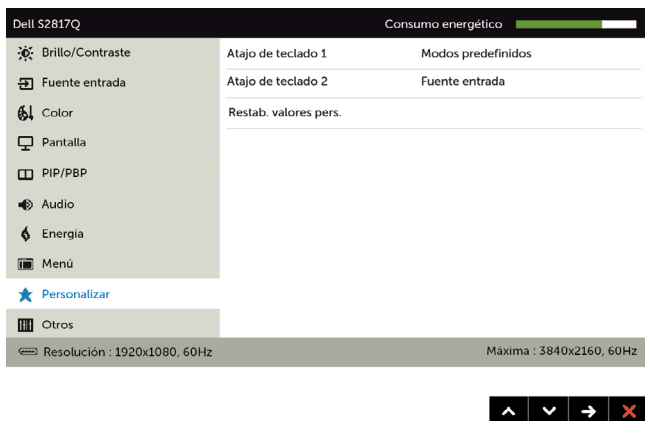 Dell S2817Q Consumo energético
Brillo/Contraste Atajo de teclado 1 Modos predefinidos
Fuente entrada Atajo de teclado 2 Fuente entrada
Color Restab. valores pers.
Pantalla
PIP/PBP
Audio
Energía
Menú
Personalizar
Otros
Resolución : 1920x1080, 60Hz Máxima : 3840x2160, 60Hz